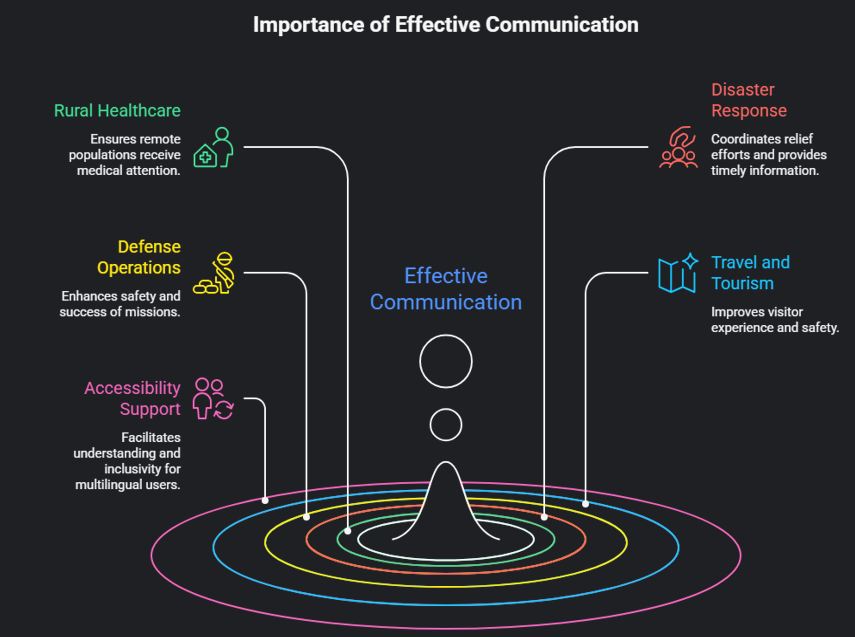 Importance of Effective Communication
Rural Healthcare
Ensures remote
populations receive
medical attention.
Defense
Operations
Enhances safety and
success of missions.
Accessibility
Support
Facilitates
understanding and
inclusivity for
multilingual users.
Effective
Communication
Disaster
Response
Coordinates relief
efforts and provides
timely information.
Travel and
Tourism
Improves visitor
experience and safety.